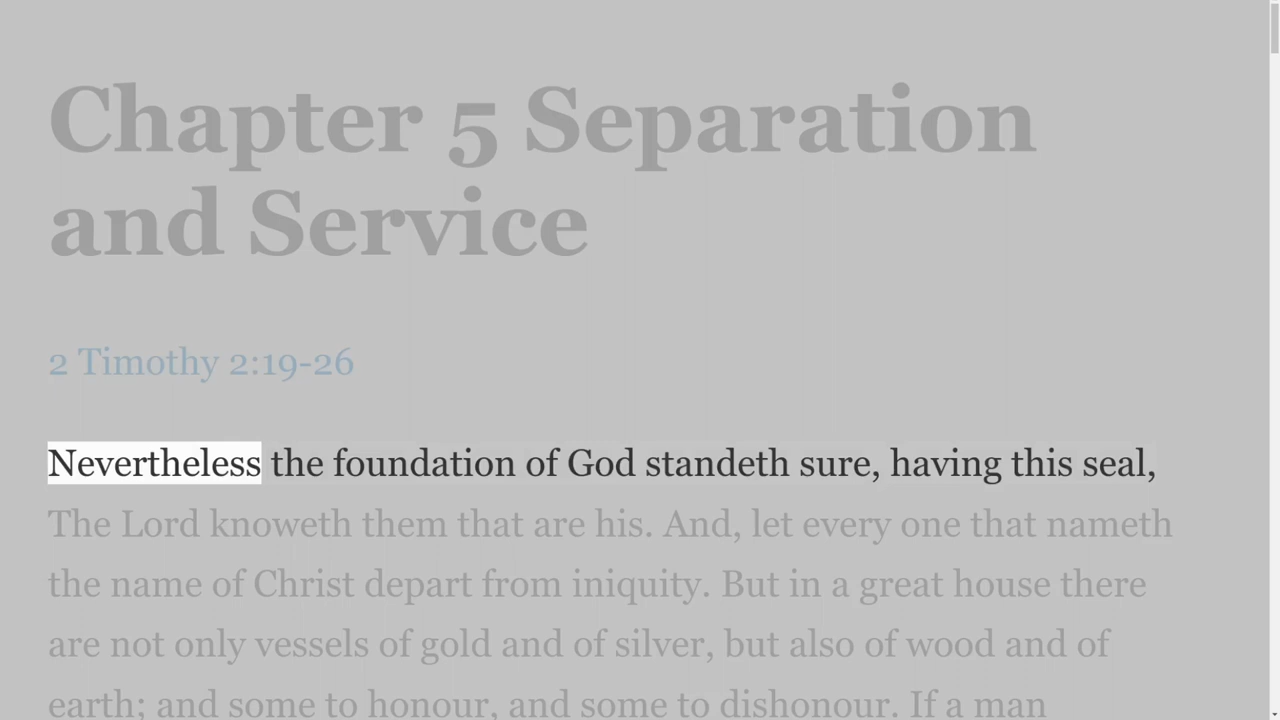 Chapter 5 Separation
and Service
2 Timothy 2:19-26
Nevertheless the foundation of God standeth sure, having this seal,
The Lord knoweth them that are his. And, let every one that nameth
the name of Christ depart from iniquity. But in a great house there
are not only vessels of gold and of silver, but also of wood and of
earth; and some to honour, and some to dishonour. If a man